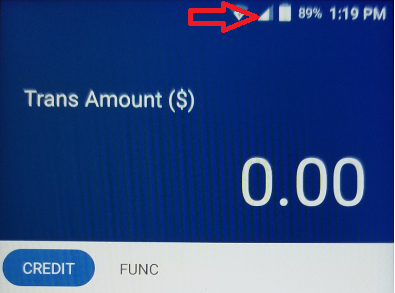 89% 1:19 PM
Trans Amount ($)
0.00
CREDIT FUNC